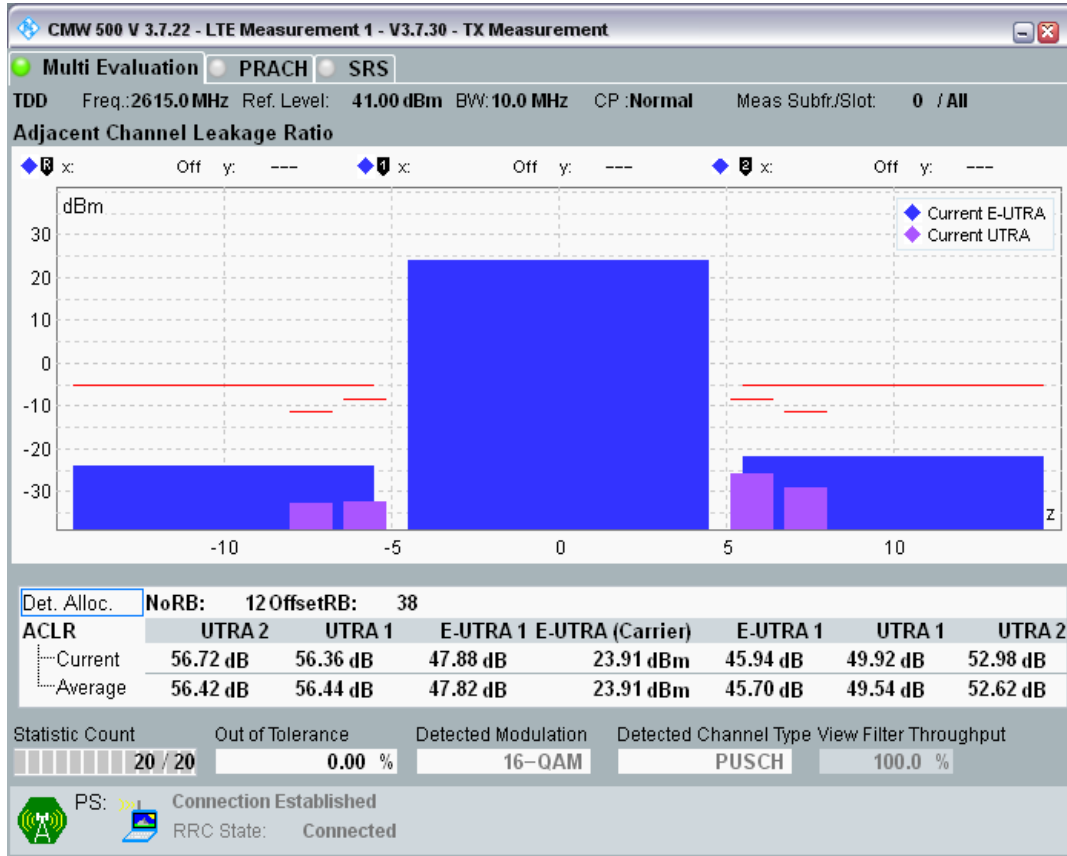 CMW 500 V 3.7.22 - LTE Measurement 1 - V3.7.30 - TX Measurement
Multi Evaluation PRACH SRS
TDD Freq.:2615.0 MHz Ref. Level: 41.00 dBm BW: 10.0 MHz CP :Normal Meas Subfr./Slot: 0 / All
Adjacent Channel Leakage Ratio
R x: Off y: --- 1 x: Off y: --- 2 x: Off y: ---
dBm
Current E-UTRA
Current UTRA
30
20
10
0
-10
-20
-30
z
-10 -5 0 5 10
Det. Alloc. NoRB: 12 OffsetRB: 38
ACLR UTRA 2 UTRA 1 E-UTRA 1 E-UTRA (Carrier) E-UTRA 1 UTRA 1 UTRA 2
Current 56.72 dB 56.36 dB 47.88 dB 23.91 dBm 45.94 dB 49.92 dB 52.98 dB
Average 56.42 dB 56.44 dB 47.82 dB 23.91 dBm 45.70 dB 49.54 dB 52.62 dB
Statistic Count Out of Tolerance Detected Modulation Detected Channel Type View Filter Throughput
20 / 20 0.00 % 16-QAM PUSCH 100.0 %
PS: Connection Established
RRC State: Connected